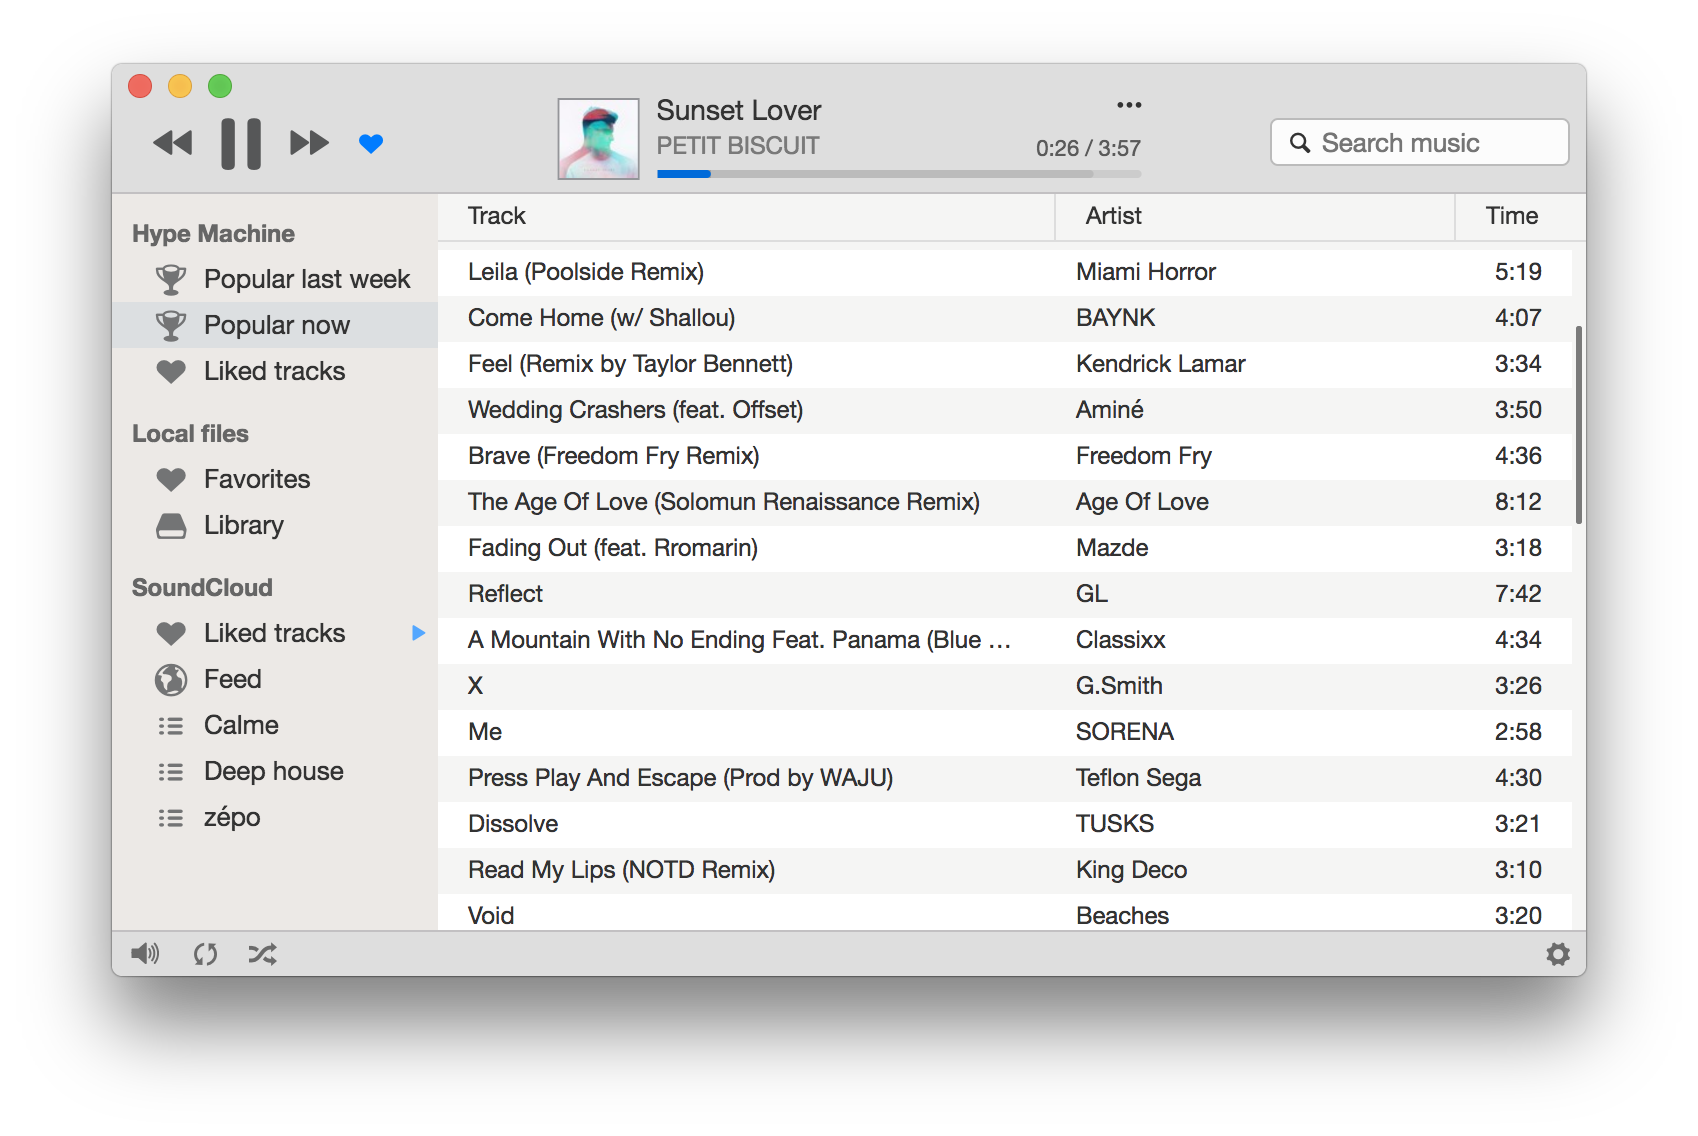 Sunset Lover
PETIT BISCUIT
•••
0:26 / 3:57
Search music
Hype Machine
Popular last week
Popular now
Liked tracks
Local files
Favorites
Library
SoundCloud
Liked tracks
Feed
Calme
Deep house
zépo
Track Artist Time
Leila (Poolside Remix) Miami Horror 5:19
Come Home (w/ Shallou) BAYNK 4:07
Feel (Remix by Taylor Bennett) Kendrick Lamar 3:34
Wedding Crashers (feat. Offset) Aminé 3:50
Brave (Freedom Fry Remix) Freedom Fry 4:36
The Age Of Love (Solomun Renaissance Remix) Age Of Love 8:12
Fading Out (feat. Rromarin) Mazde 3:18
Reflect GL 7:42
A Mountain With No Ending Feat. Panama (Blue … Classixx 4:34
X G.Smith 3:26
Me SORENA 2:58
Press Play And Escape (Prod by WAJU) Teflon Sega 4:30
Dissolve TUSKS 3:21
Read My Lips (NOTD Remix) King Deco 3:10
Void Beaches 3:20